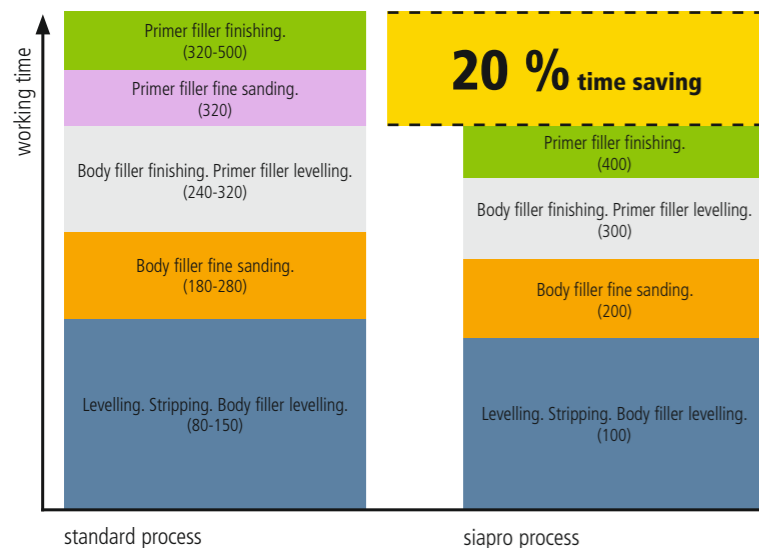 working time
Primer filler finishing.
(320-500)
Primer filler fine sanding.
(320)
Body filler finishing. Primer filler levelling.
(240-320)
Body filler fine sanding.
(180-280)
Levelling. Stripping. Body filler levelling.
(80-150)
standard process
20 % time saving
Primer filler finishing.
(400)
Body filler finishing. Primer filler levelling.
(300)
Body filler fine sanding.
(200)
Levelling. Stripping. Body filler levelling.
(100)
siapro process